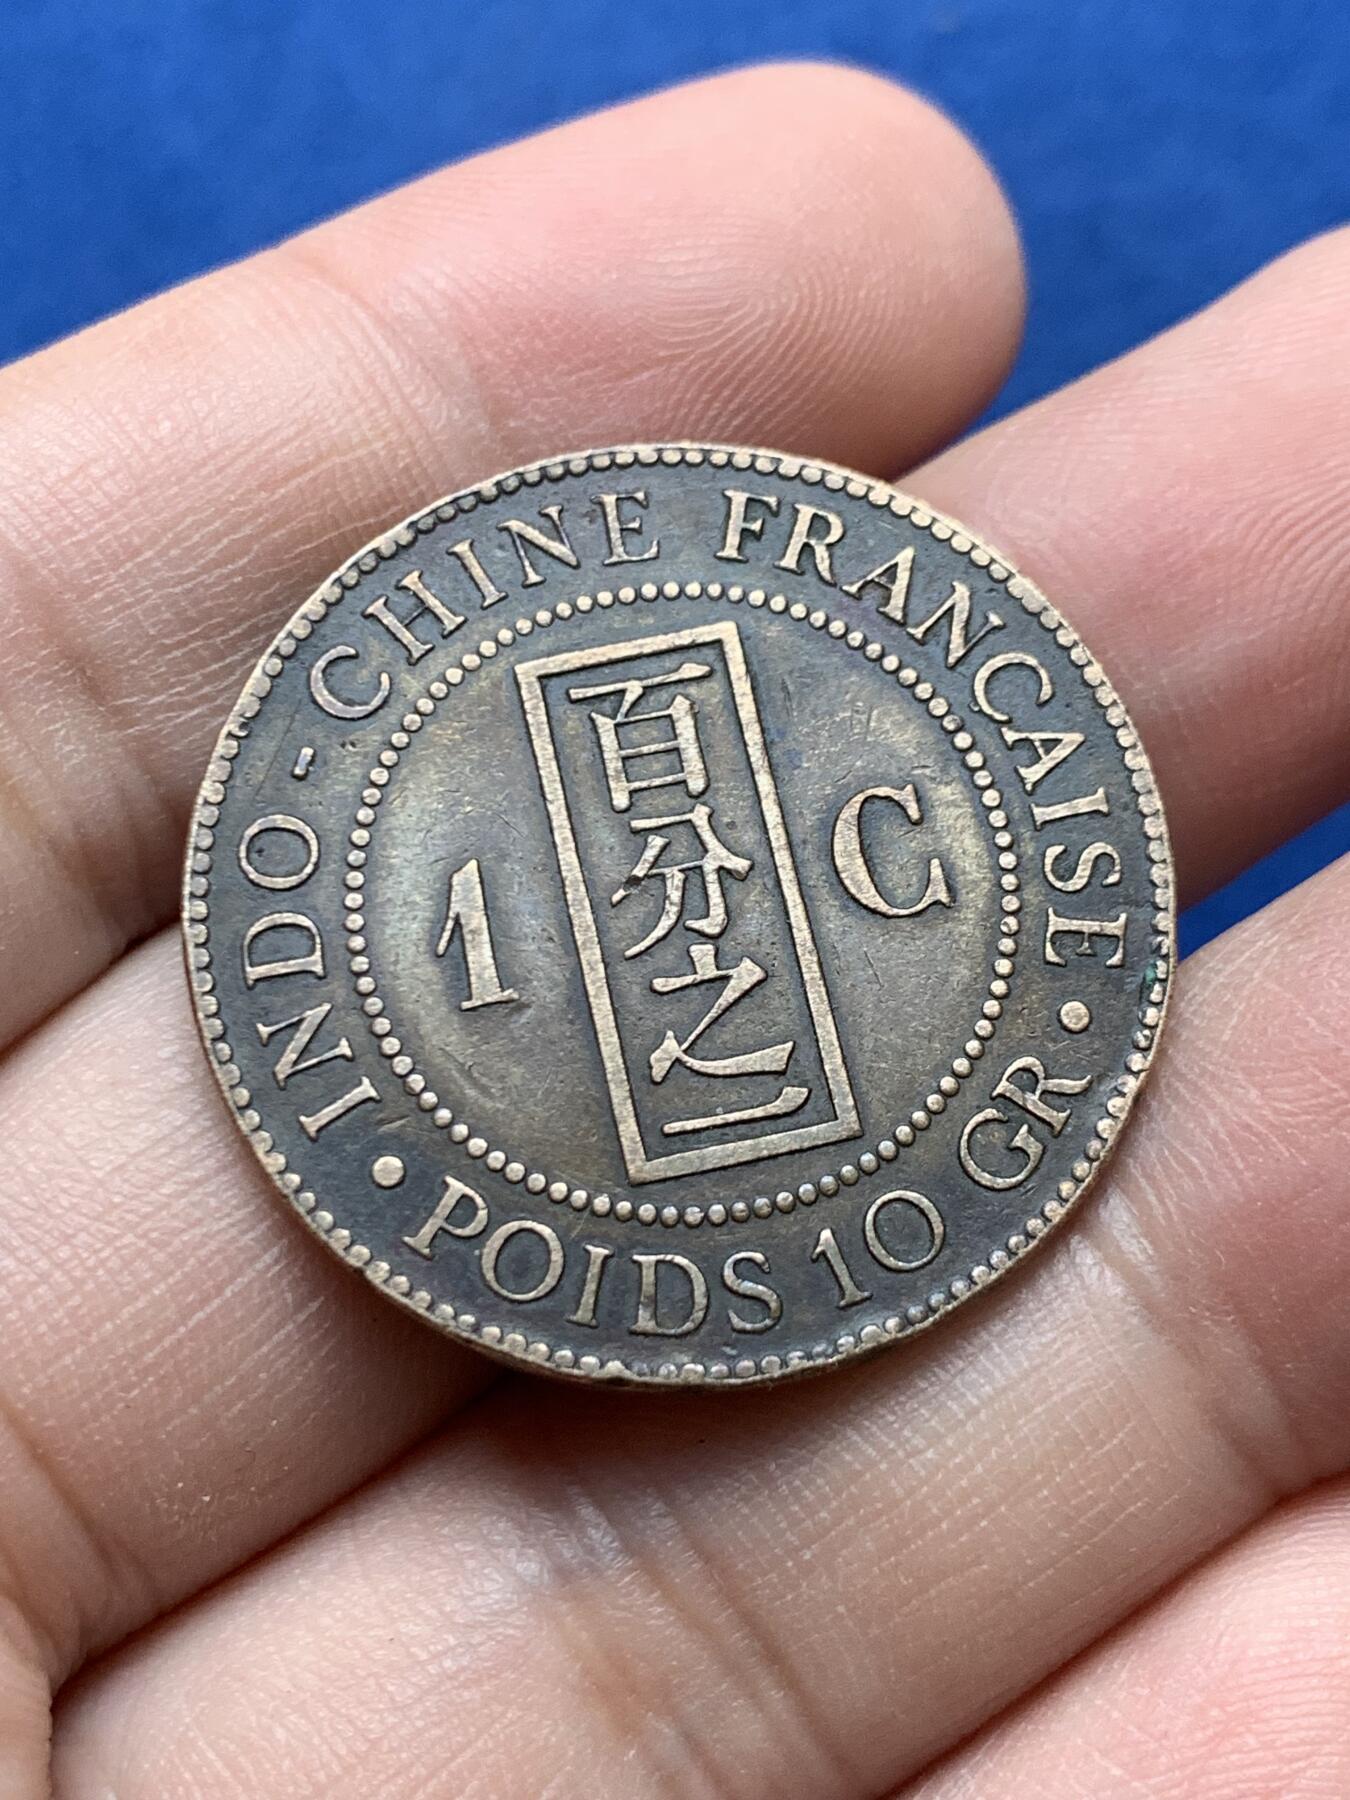 INDO-CHINE FRANCAISE
1
百分之一
C
POIDS 10 GR